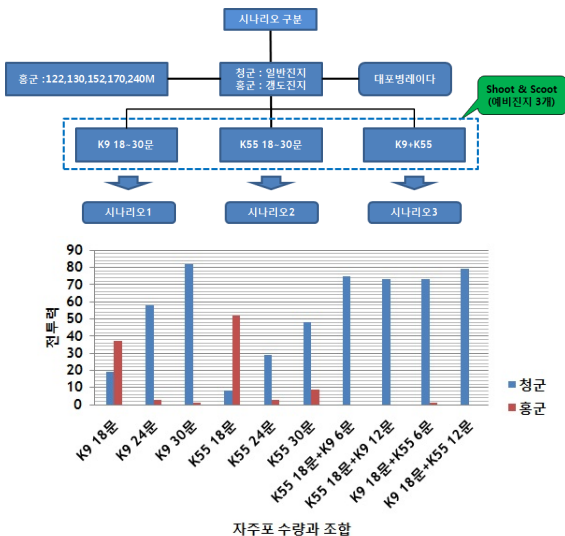 시나리오 구분
홍군 :122,130,152,170,240M
청군 : 일반진지
홍군 : 갱도진지
대포병레이다
Shoot & Scoot
(예비진지 3개)
K9 18~30문
K55 18~30문
K9+K55
시나리오1
시나리오2
시나리오3
90
80
70
60
50
40
30
20
10
0
전투력
청군
홍군
K9 18문
K9 24문
K9 30문
K55 18문
K55 24문
K55 30문
K55 18문+K9 6문
K55 18문+K9 12문
K9 18문+K55 6문
K9 18문+K55 12문
자주포 수량과 조합